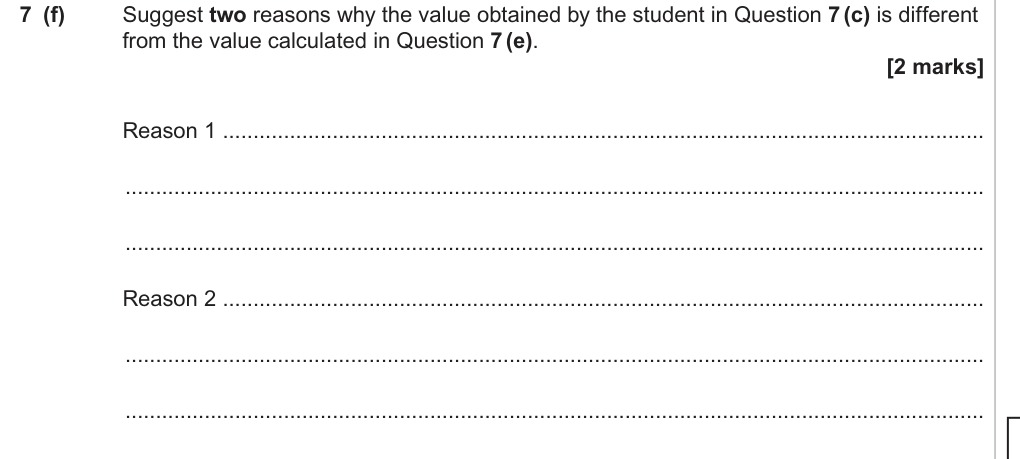 7 (f) Suggest two reasons why the value obtained by the student in Question 7 (c) is different
from the value calculated in Question 7 (e).
[2 marks]
Reason 1 ..............................................................................................................................
..............................................................................................................................................
..............................................................................................................................................
Reason 2 ..............................................................................................................................
..............................................................................................................................................
..............................................................................................................................................